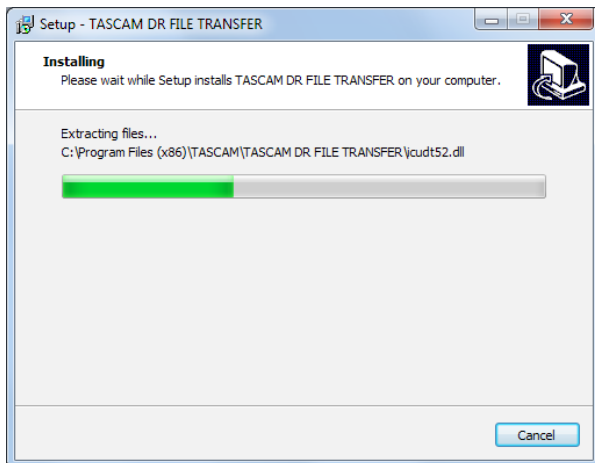 Setup - TASCAM DR FILE TRANSFER
Installing
Please wait while Setup installs TASCAM DR FILE TRANSFER on your computer.
Extracting files...
C:\Program Files (x86)\TASCAM\TASCAM DR FILE TRANSFER\icudt52.dll
Cancel